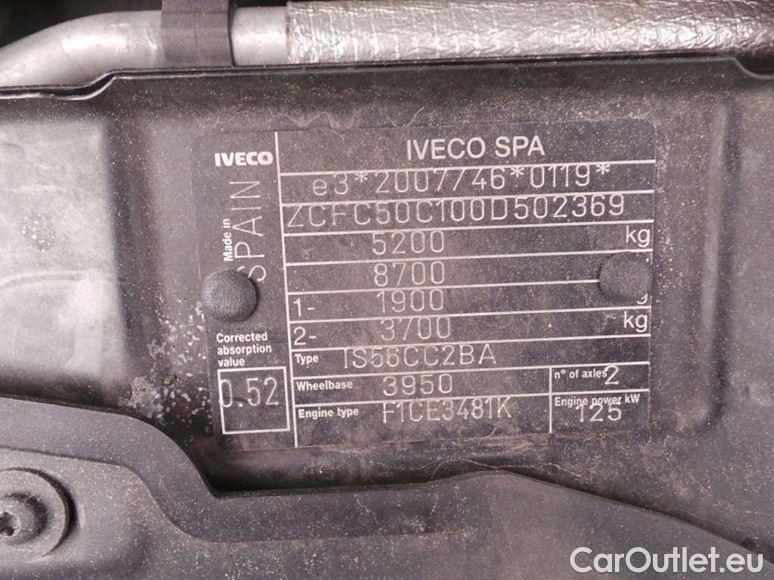 IVECO
IVECO SPA
e3*2007/46*0119*
ZCFC50C100D502369
Made in SPAIN
5200 kg
8700
1- 1900
2- 3700 kg
Corrected absorption value
0.52
Type IS56CC2BA
Wheelbase 3950
n° of axles 2
Engine type F1CE3481K
Engine power kW 125
CarOutlet.eu